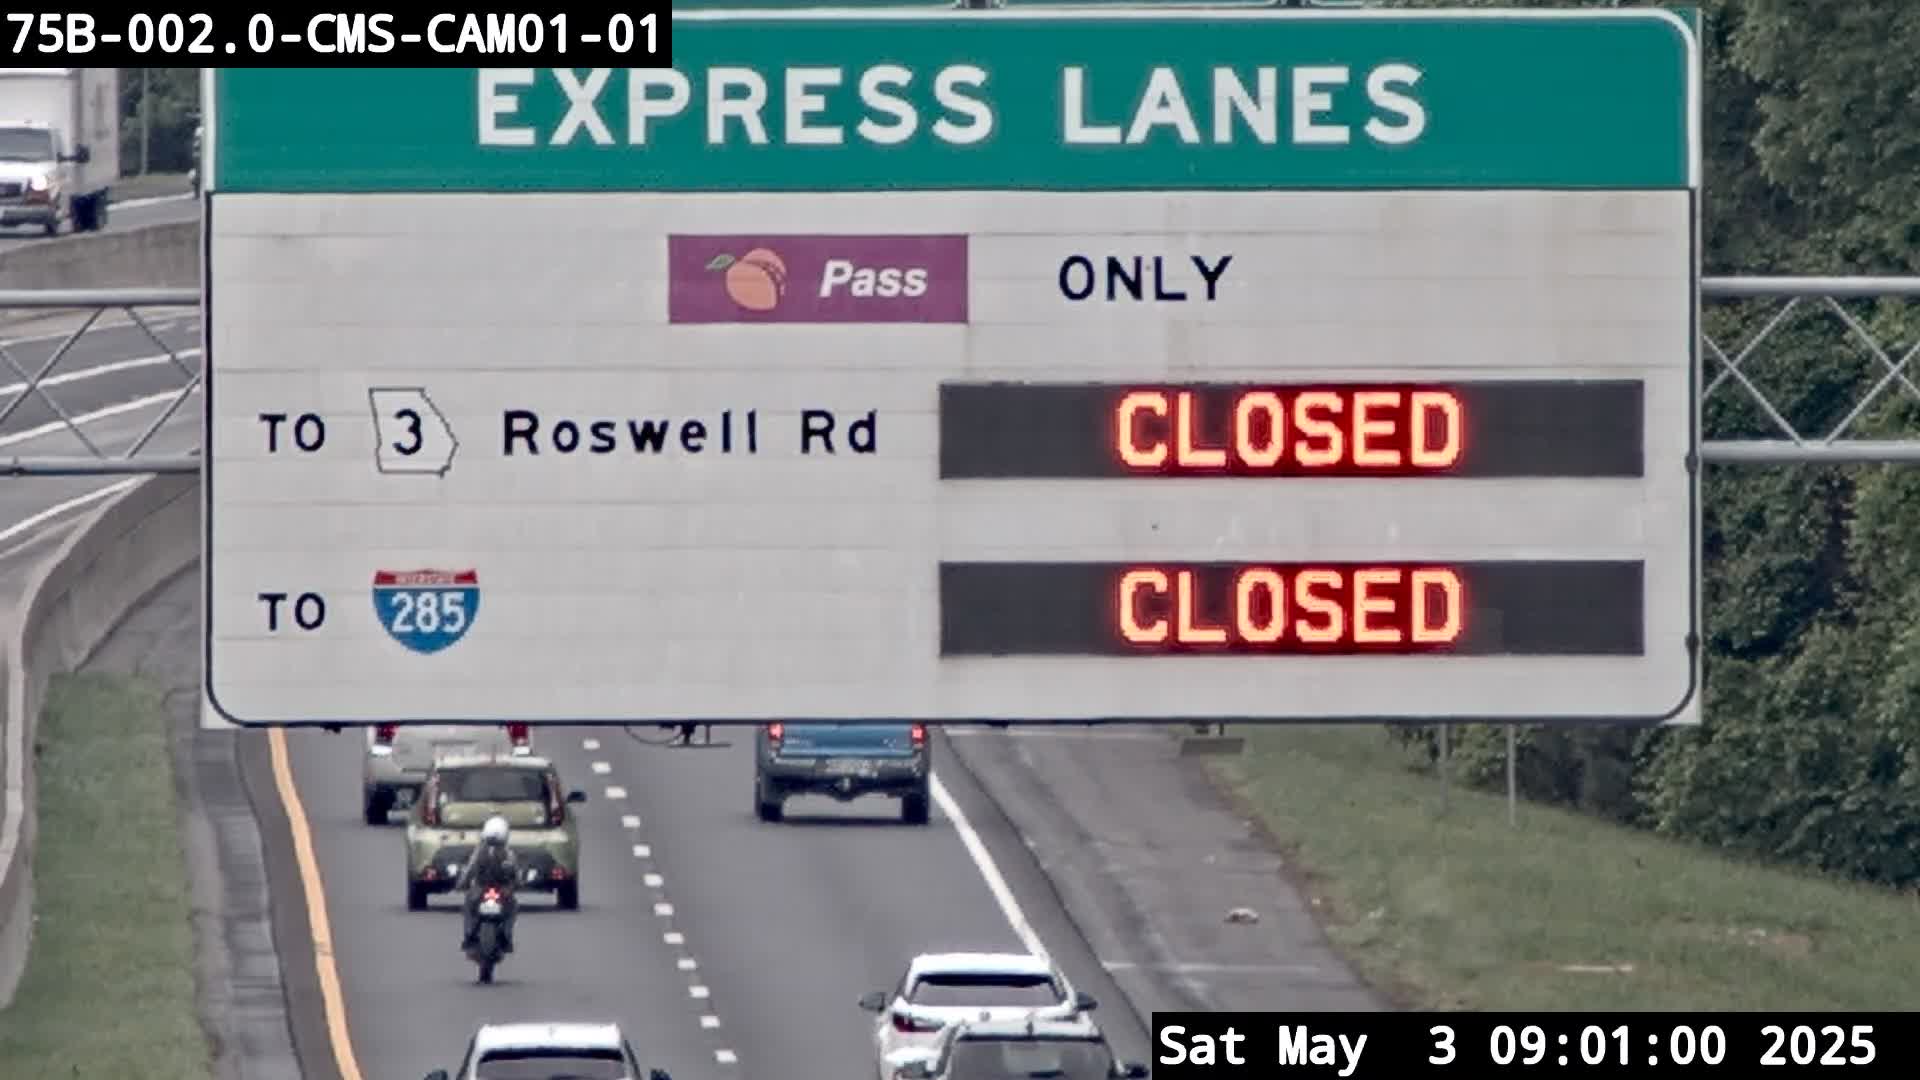 75B-002.0-CMS-CAM01-01
EXPRESS LANES
Pass ONLY
TO 3 Roswell Rd CLOSED
TO 285 CLOSED
Sat May 3 09:01:00 2025